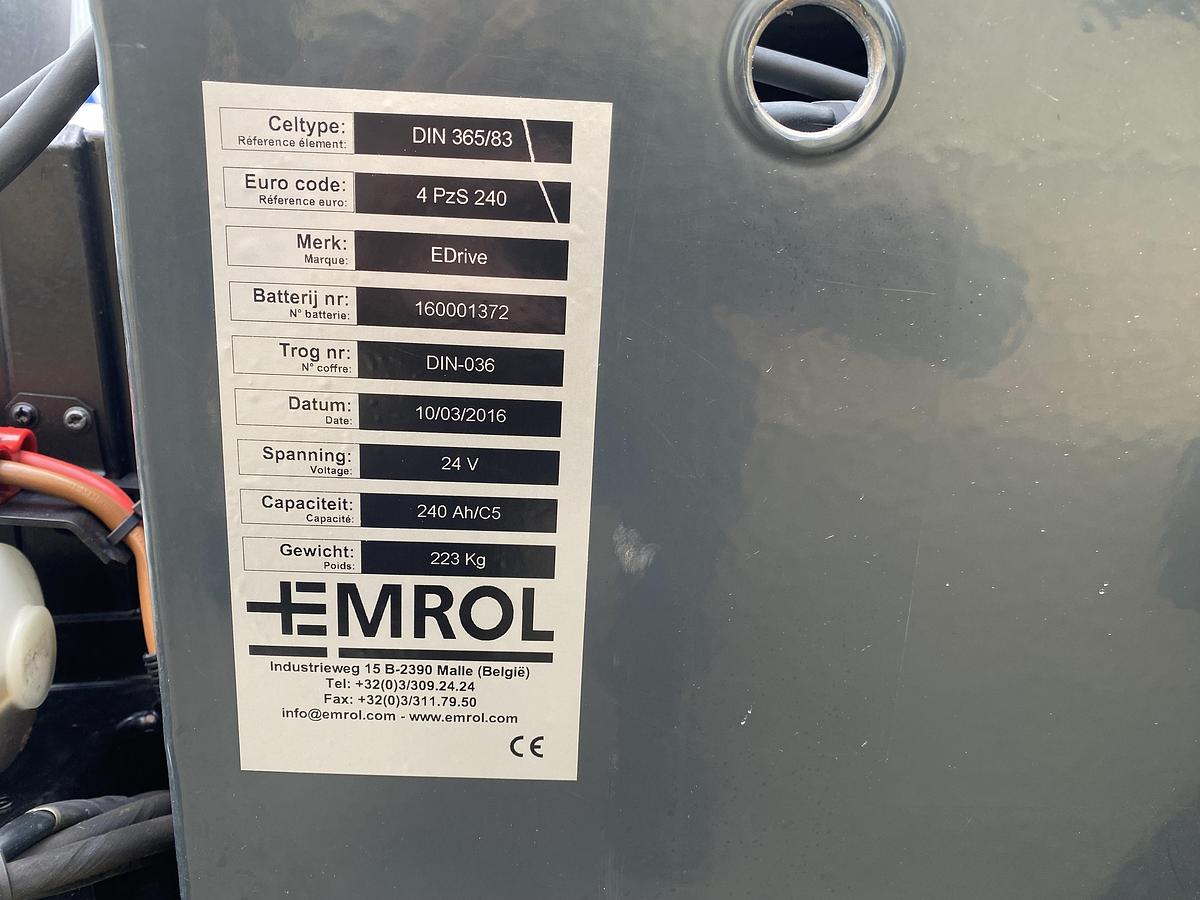 Celtype: DIN 365/83
Réference élement:
Euro code: 4 PzS 240
Réference euro:
Merk: EDrive
Marque:
Batterij nr: 160001372
N° batterie:
Trog nr: DIN-036
N° coffre:
Datum: 10/03/2016
Date:
Spanning: 24 V
Voltage:
Capaciteit: 240 Ah/C5
Capacité:
Gewicht: 223 Kg
Poids:
EMROL
Industrieweg 15 B-2390 Malle (België)
Tel: +32(0)3/309.24.24
Fax: +32(0)3/311.79.50
info@emrol.com - www.emrol.com
CE